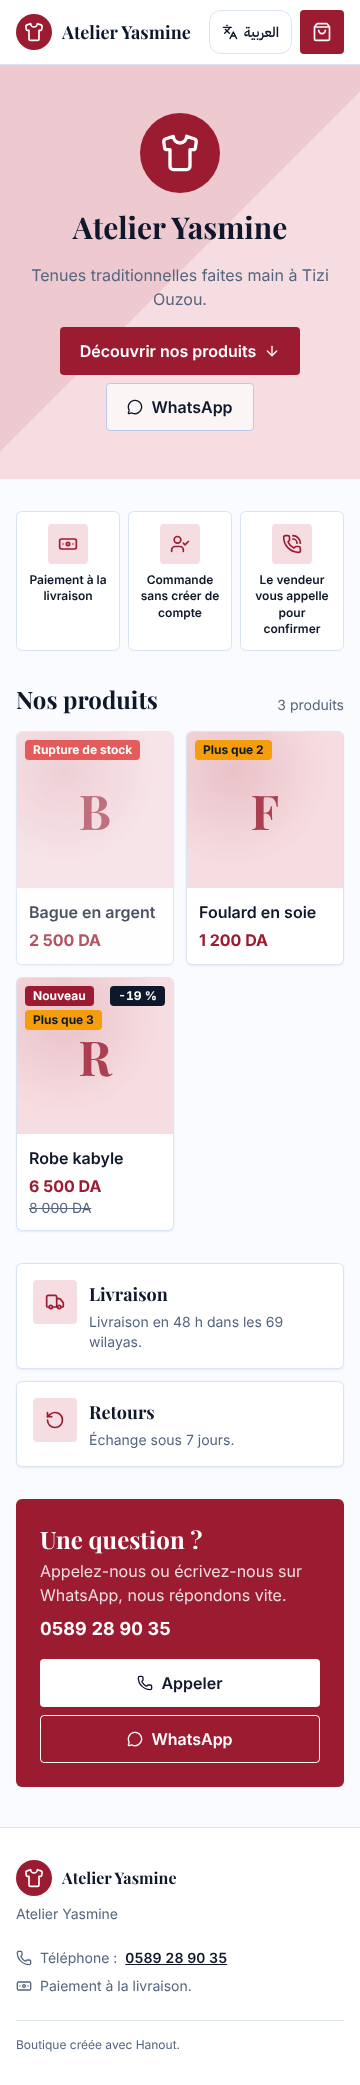 Atelier Yasmine
العربية
Atelier Yasmine
Tenues traditionnelles faites main à Tizi
Ouzou.
Découvrir nos produits
WhatsApp
Paiement à la
livraison
Commande
sans créer de
compte
Le vendeur
vous appelle
pour
confirmer
Nos produits
3 produits
Rupture de stock
B
Bague en argent
2 500 DA
Plus que 2
F
Foulard en soie
1 200 DA
Nouveau
-19 %
Plus que 3
R
Robe kabyle
6 500 DA
8 000 DA
Livraison
Livraison en 48 h dans les 69
wilayas.
Retours
Échange sous 7 jours.
Une question ?
Appelez-nous ou écrivez-nous sur
WhatsApp, nous répondons vite.
0589 28 90 35
Appeler
WhatsApp
Atelier Yasmine
Atelier Yasmine
Téléphone : 0589 28 90 35
Paiement à la livraison.
Boutique créée avec Hanout.